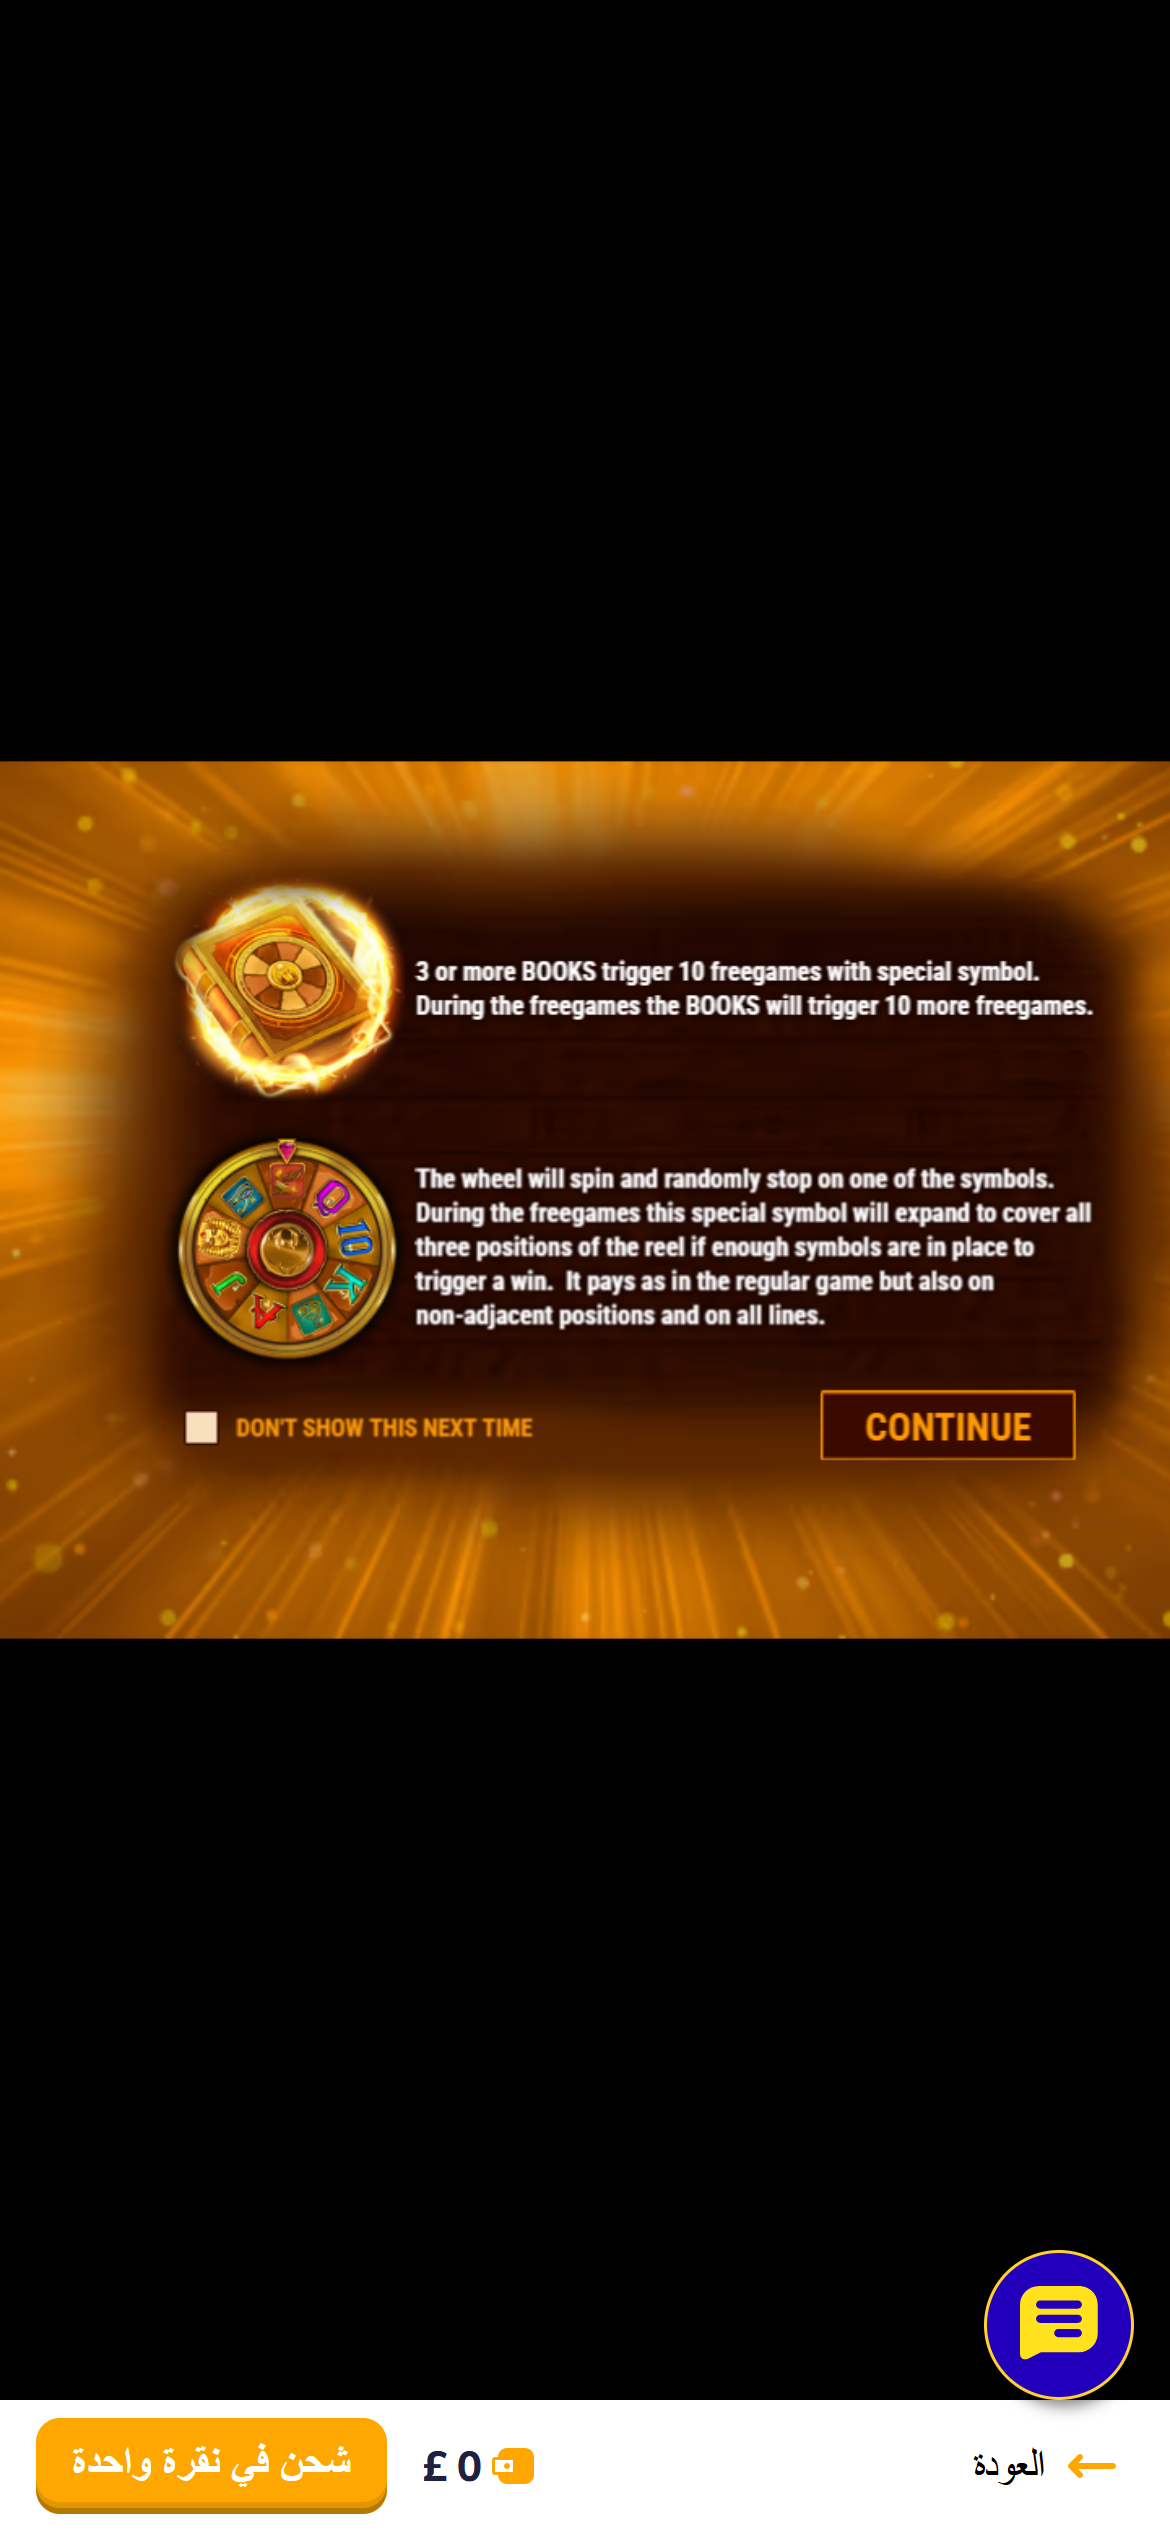 3 or more BOOKS trigger 10 freegames with special symbol.
During the freegames the BOOKS will trigger 10 more freegames.
Q
10
K
A
J
The wheel will spin and randomly stop on one of the symbols.
During the freegames this special symbol will expand to cover all
three positions of the reel if enough symbols are in place to
trigger a win.  It pays as in the regular game but also on
non-adjacent positions and on all lines.
DON'T SHOW THIS NEXT TIME
CONTINUE
العودة
£ 0
شحن في نقرة واحدة